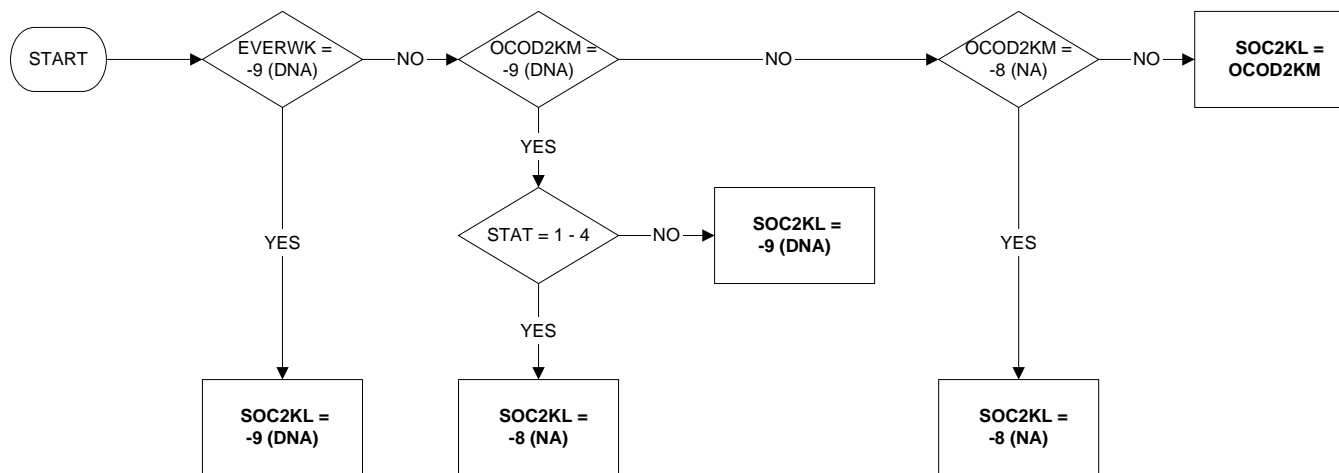 START
EVERWK =
-9 (DNA)
NO
OCOD2KM =
-9 (DNA)
NO
OCOD2KM =
-8 (NA)
NO
SOC2KL =
OCOD2KM
YES
STAT = 1 - 4
NO
SOC2KL =
-9 (DNA)
YES
YES
YES
SOC2KL =
-9 (DNA)
SOC2KL =
-8 (NA)
SOC2KL =
-8 (NA)